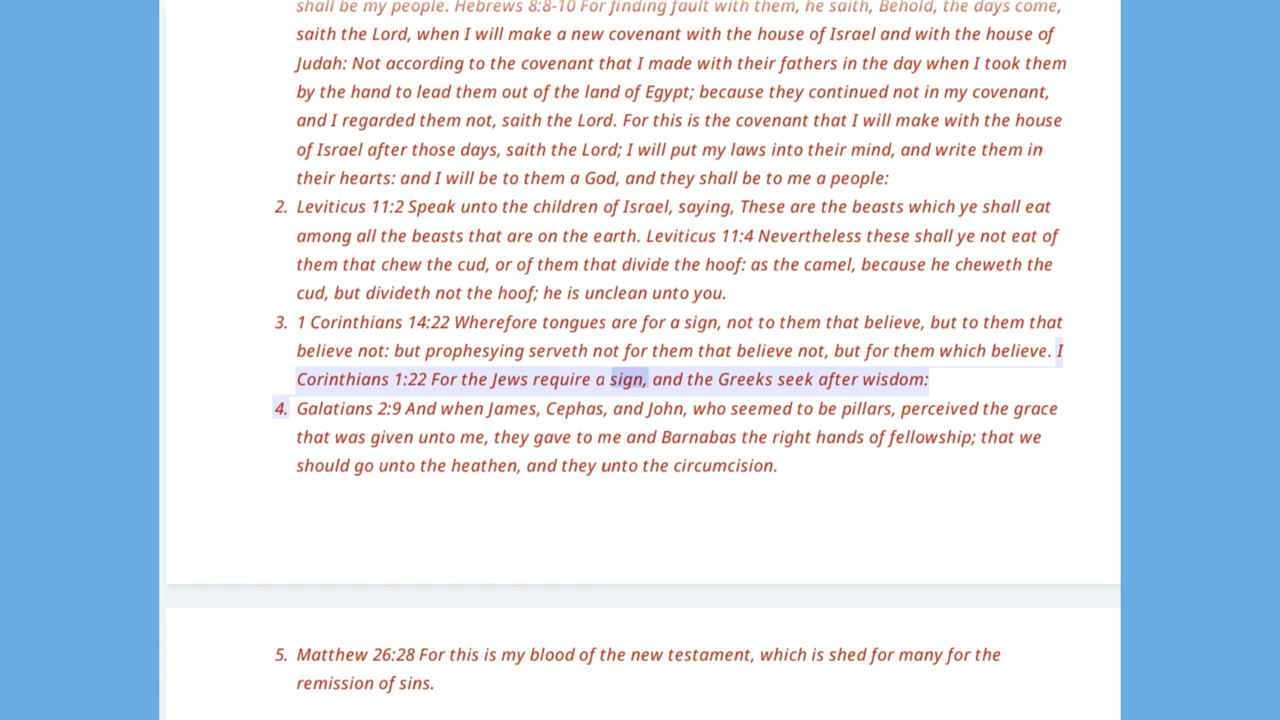 shall be my people. Hebrews 8:8-10 For finding fault with them, he saith, Behold, the days come,
saith the Lord, when I will make a new covenant with the house of Israel and with the house of
Judah: Not according to the covenant that I made with their fathers in the day when I took them
by the hand to lead them out of the land of Egypt; because they continued not in my covenant,
and I regarded them not, saith the Lord. For this is the covenant that I will make with the house
of Israel after those days, saith the Lord; I will put my laws into their mind, and write them in
their hearts: and I will be to them a God, and they shall be to me a people:
2. Leviticus 11:2 Speak unto the children of Israel, saying, These are the beasts which ye shall eat
among all the beasts that are on the earth. Leviticus 11:4 Nevertheless these shall ye not eat of
them that chew the cud, or of them that divide the hoof: as the camel, because he cheweth the
cud, but divideth not the hoof; he is unclean unto you.
3. 1 Corinthians 14:22 Wherefore tongues are for a sign, not to them that believe, but to them that
believe not: but prophesying serveth not for them that believe not, but for them which believe. I
Corinthians 1:22 For the Jews require a sign, and the Greeks seek after wisdom:
4. Galatians 2:9 And when James, Cephas, and John, who seemed to be pillars, perceived the grace
that was given unto me, they gave to me and Barnabas the right hands of fellowship; that we
should go unto the heathen, and they unto the circumcision.
5. Matthew 26:28 For this is my blood of the new testament, which is shed for many for the
remission of sins.